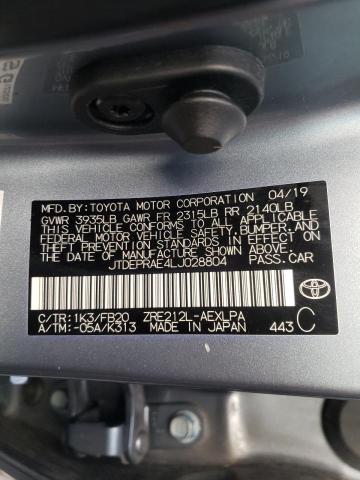 MFD. BY:TOYOTA MOTOR CORPORATION 04/19
GVWR 3935LB GAWR FR 2315LB RR 2140LB
THIS VEHICLE CONFORMS TO ALL APPLICABLE
FEDERAL MOTOR VEHICLE SAFETY,BUMPER, AND
THEFT PREVENTION STANDARDS IN EFFECT ON
THE DATE OF MANUFACTURE SHOWN ABOVE.
JTDEPRAE4LJ028804 PASS.CAR
C/TR:1K3/FB20 ZRE212L-AEXLPA
A/TM:-05A/K313 MADE IN JAPAN 443 C